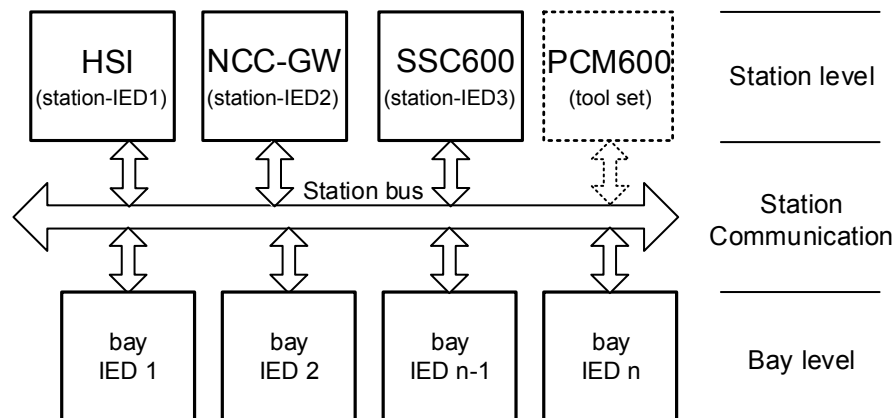 HSI
(station-IED1)
NCC-GW
(station-IED2)
SSC600
(station-IED3)
PCM600
(tool set)
Station level
Station bus
Station
Communication
bay
IED 1
bay
IED 2
bay
IED n-1
bay
IED n
Bay level